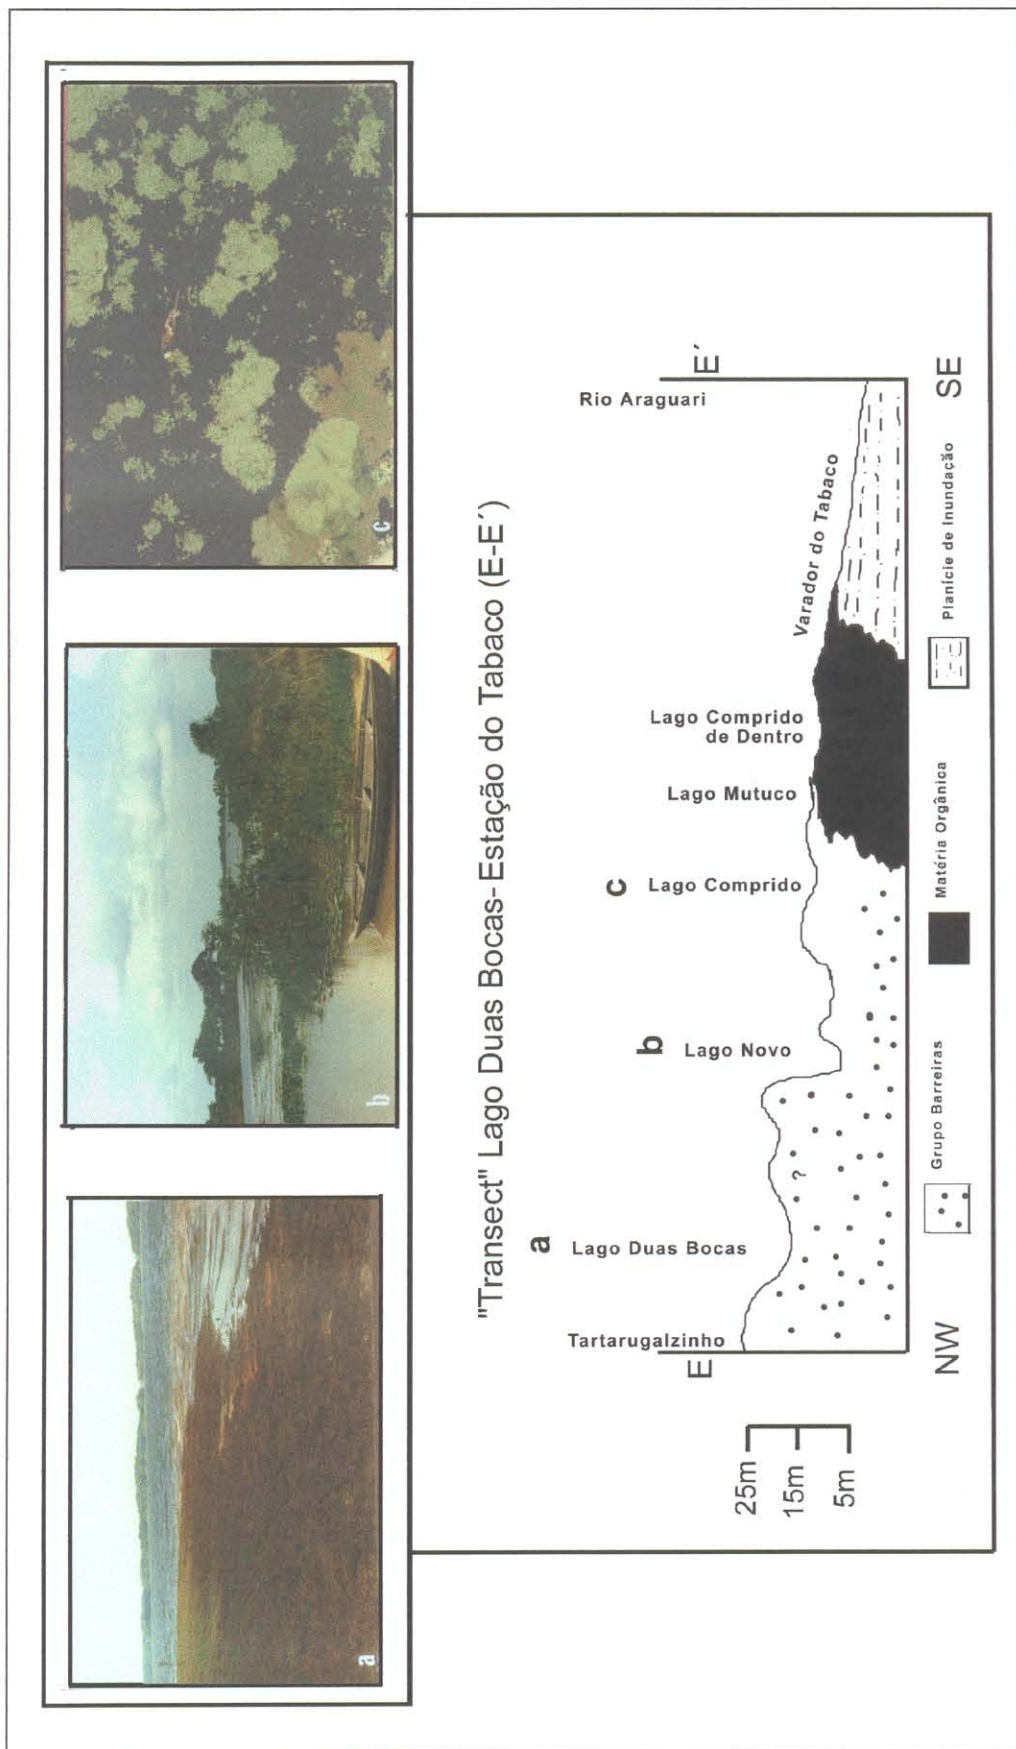 a
b
c
"Transect" Lago Duas Bocas-Estação do Tabaco (E-E´)
a
b
c
Tartarugalzinho
Lago Duas Bocas
Lago Novo
Lago Comprido
Lago Mutuco
Lago Comprido
de Dentro
Varador do Tabaco
Rio Araguari
E
E´
25m
15m
5m
?
NW
SE
Grupo Barreiras
Matéria Orgânica
Planície de Inundação